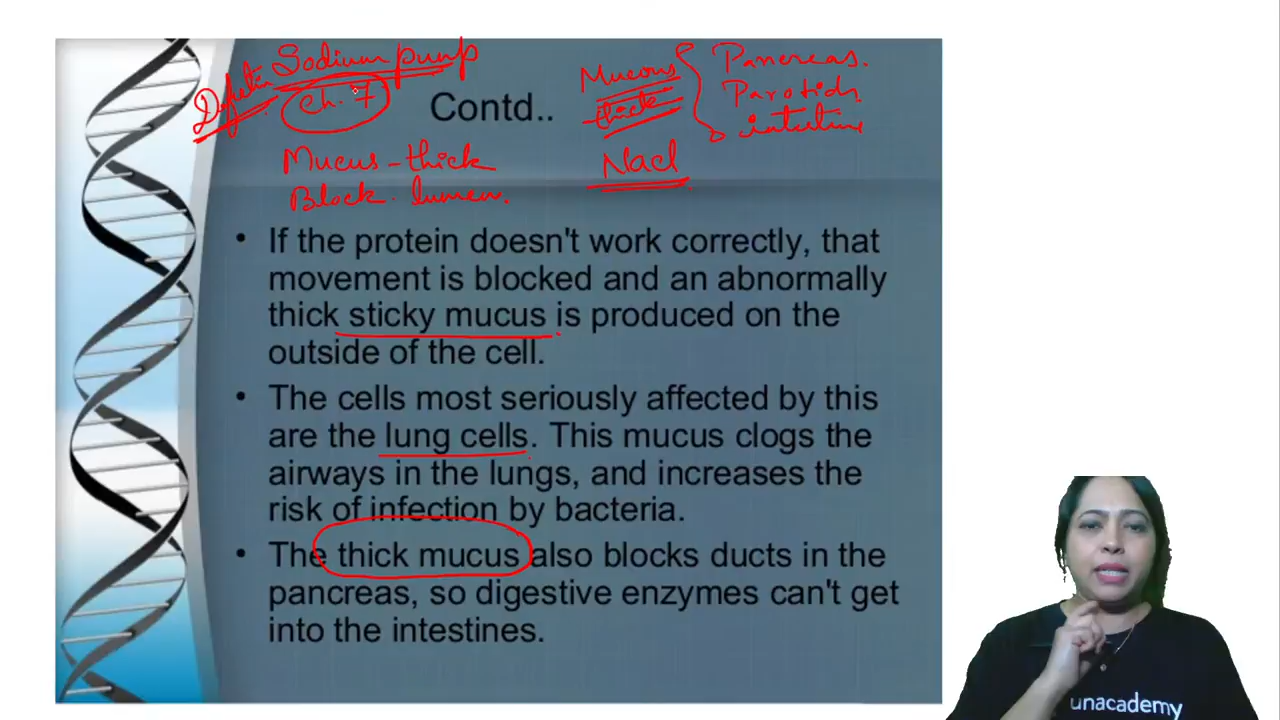 Sodium pump
Defetin
Ch. 7
Contd..
Mucous
thick
Pancreas.
Parotids
intestine
Mucus - thick
Block. lumen.
Nacl
• If the protein doesn't work correctly, that
movement is blocked and an abnormally
thick sticky mucus is produced on the
outside of the cell.
• The cells most seriously affected by this
are the lung cells. This mucus clogs the
airways in the lungs, and increases the
risk of infection by bacteria.
• The thick mucus also blocks ducts in the
pancreas, so digestive enzymes can't get
into the intestines.
unacademy